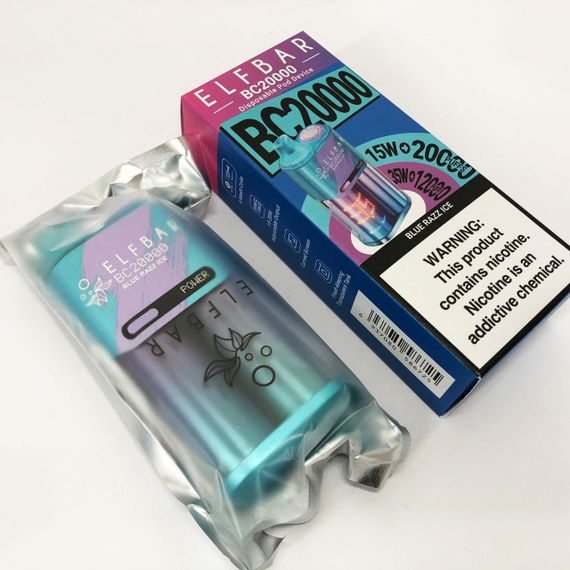 ELFBAR
BC20000
Disposable Pod Device
BC20000
15W
20000
35W
12000
BLUE RAZZ ICE
WARNING:
This product
contains nicotine.
Nicotine is an
addictive chemical.
ELFBAR
BC20000
BLUE RAZZ ICE
POWER
ELFBAR